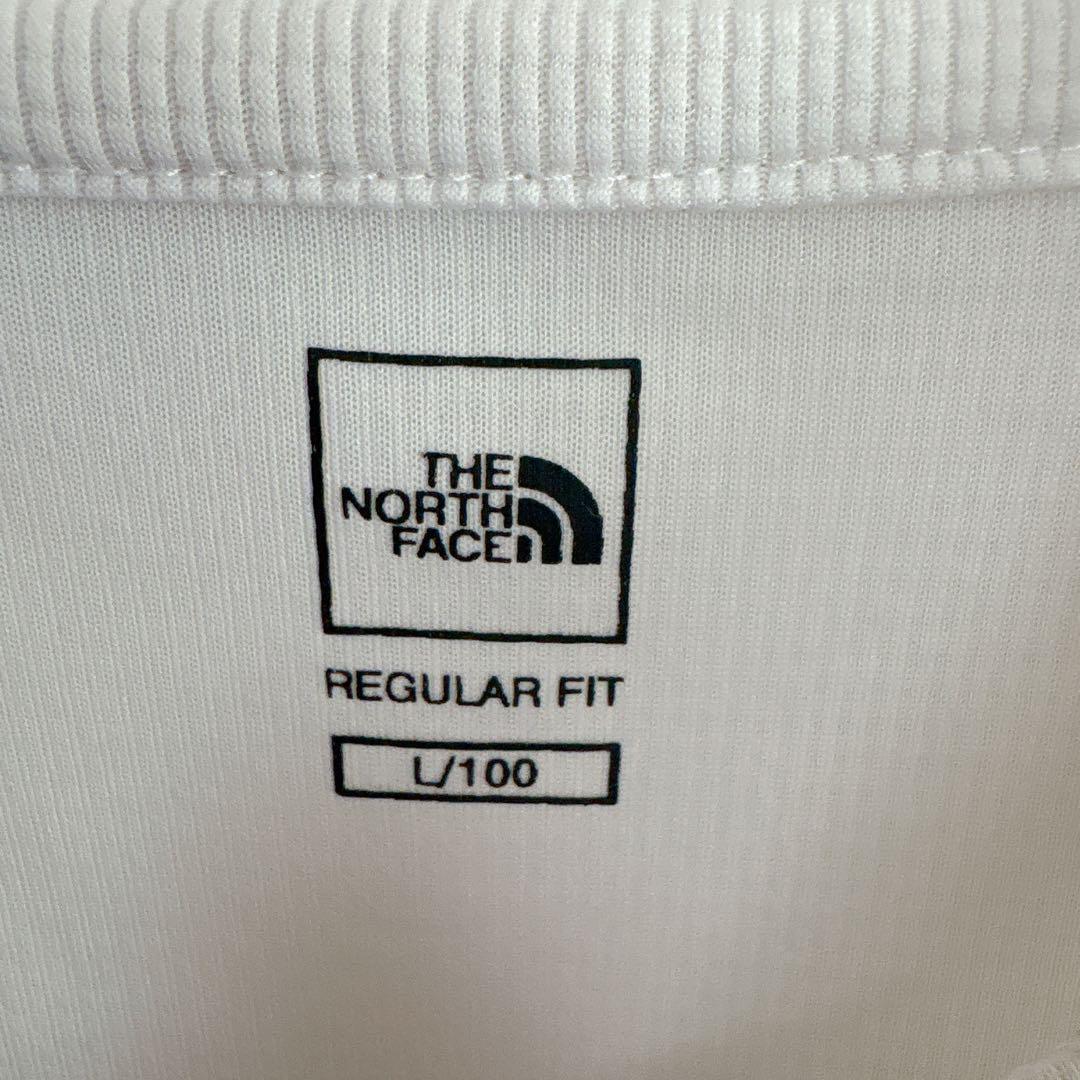 THE
NORTH
FACE
REGULAR FIT
L/100